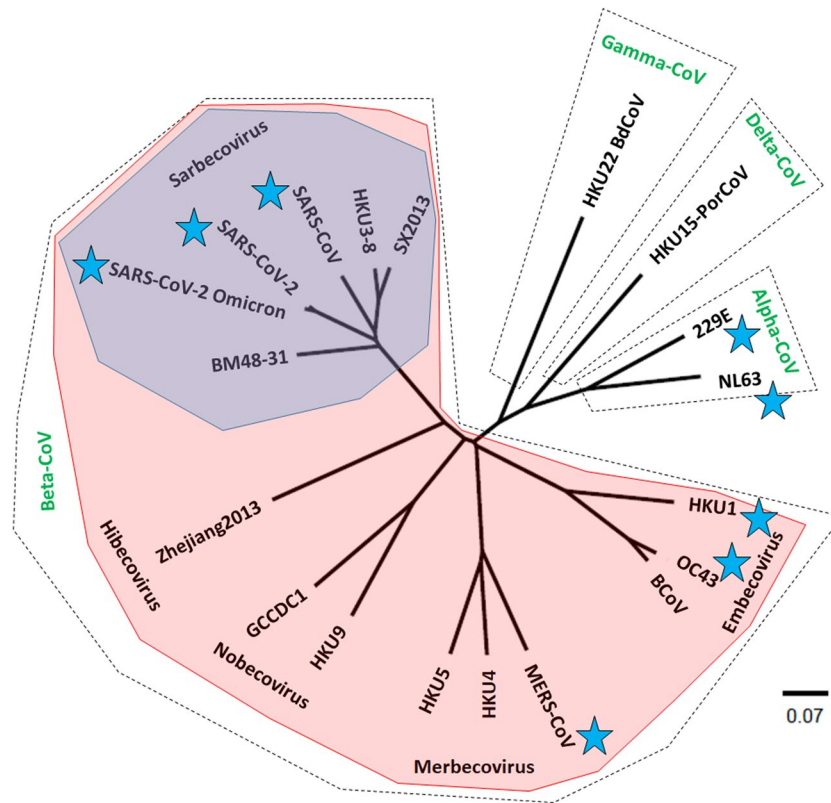 Gamma-CoV
HKU22 BdCoV
Delta-CoV
HKU15-PorCoV
Alpha-CoV
229E
NL63
Sarbecovirus
SARS-CoV
HKU3-8
SX2013
SARS-CoV-2
SARS-CoV-2 Omicron
BM48-31
Beta-CoV
Zhejiang2013
Hibecovirus
GCCDC1
HKU9
Nobecovirus
HKU5
HKU4
MERS-CoV
Merbecovirus
HKU1
OC43
BCoV
Embecovirus
0.07